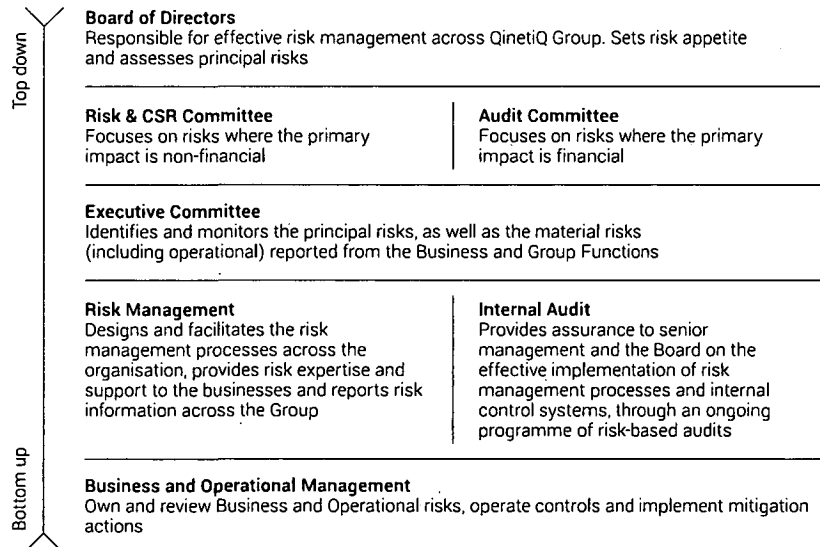 Top down
Board of Directors
Responsible for effective risk management across QinetiQ Group. Sets risk appetite
and assesses principal risks
Risk & CSR Committee
Focuses on risks where the primary
impact is non-financial
Audit Committee
Focuses on risks where the primary
impact is financial
Executive Committee
Identifies and monitors the principal risks, as well as the material risks
(including operational) reported from the Business and Group Functions
Risk Management
Designs and facilitates the risk
management processes across the
organisation, provides risk expertise and
support to the businesses and reports risk
information across the Group
Internal Audit
Provides assurance to senior
management and the Board on the
effective implementation of risk
management processes and internal
control systems, through an ongoing
programme of risk-based audits
Bottom up
Business and Operational Management
Own and review Business and Operational risks, operate controls and implement mitigation
actions